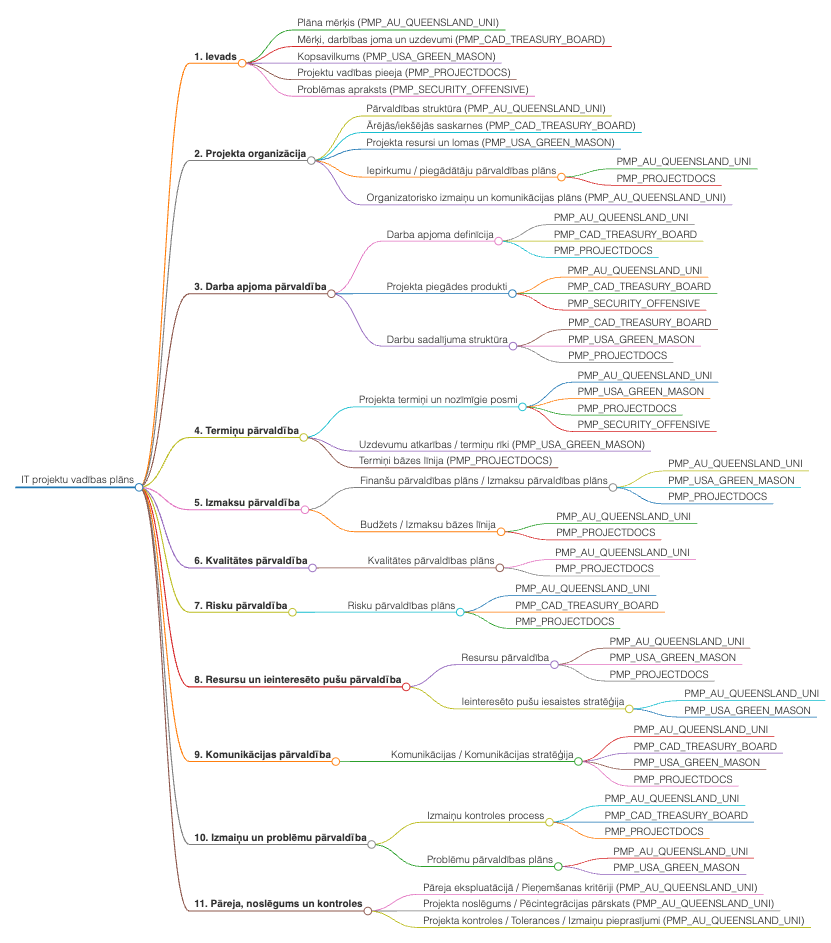 IT projektu vadības plāns
1. Ievads
Plāna mērķis (PMP_AU_QUEENSLAND_UNI)
Mērķi, darbības joma un uzdevumi (PMP_CAD_TREASURY_BOARD)
Kopsavilkums (PMP_USA_GREEN_MASON)
Projektu vadības pieeja (PMP_PROJECTDOCS)
Problēmas apraksts (PMP_SECURITY_OFFENSIVE)
2. Projekta organizācija
Pārvaldības struktūra (PMP_AU_QUEENSLAND_UNI)
Ārējās/iekšējās saskarnes (PMP_CAD_TREASURY_BOARD)
Projekta resursi un lomas (PMP_USA_GREEN_MASON)
Iepirkumu / piegādātāju pārvaldības plāns
PMP_AU_QUEENSLAND_UNI
PMP_PROJECTDOCS
Organizatorisko izmaiņu un komunikācijas plāns (PMP_AU_QUEENSLAND_UNI)
3. Darba apjoma pārvaldība
Darba apjoma definīcija
PMP_AU_QUEENSLAND_UNI
PMP_CAD_TREASURY_BOARD
PMP_PROJECTDOCS
Projekta piegādes produkti
PMP_AU_QUEENSLAND_UNI
PMP_CAD_TREASURY_BOARD
PMP_SECURITY_OFFENSIVE
Darbu sadalījuma struktūra
PMP_CAD_TREASURY_BOARD
PMP_USA_GREEN_MASON
PMP_PROJECTDOCS
4. Termiņu pārvaldība
Projekta termiņi un nozīmīgie posmi
PMP_AU_QUEENSLAND_UNI
PMP_USA_GREEN_MASON
PMP_PROJECTDOCS
PMP_SECURITY_OFFENSIVE
Uzdevumu atkarības / termiņu rīki (PMP_USA_GREEN_MASON)
Termiņi bāzes līnija (PMP_PROJECTDOCS)
5. Izmaksu pārvaldība
Finanšu pārvaldības plāns / Izmaksu pārvaldības plāns
PMP_AU_QUEENSLAND_UNI
PMP_USA_GREEN_MASON
PMP_PROJECTDOCS
Budžets / Izmaksu bāzes līnija
PMP_AU_QUEENSLAND_UNI
PMP_PROJECTDOCS
6. Kvalitātes pārvaldība
Kvalitātes pārvaldības plāns
PMP_AU_QUEENSLAND_UNI
PMP_PROJECTDOCS
7. Risku pārvaldība
Risku pārvaldības plāns
PMP_AU_QUEENSLAND_UNI
PMP_CAD_TREASURY_BOARD
PMP_PROJECTDOCS
8. Resursu un ieinteresēto pušu pārvaldība
Resursu pārvaldība
PMP_AU_QUEENSLAND_UNI
PMP_USA_GREEN_MASON
PMP_PROJECTDOCS
Ieinteresēto pušu iesaistes stratēģija
PMP_AU_QUEENSLAND_UNI
PMP_USA_GREEN_MASON
9. Komunikācijas pārvaldība
Komunikācijas / Komunikācijas stratēģija
PMP_AU_QUEENSLAND_UNI
PMP_CAD_TREASURY_BOARD
PMP_USA_GREEN_MASON
PMP_PROJECTDOCS
10. Izmaiņu un problēmu pārvaldība
Izmaiņu kontroles process
PMP_AU_QUEENSLAND_UNI
PMP_CAD_TREASURY_BOARD
PMP_PROJECTDOCS
Problēmu pārvaldības plāns
PMP_AU_QUEENSLAND_UNI
PMP_USA_GREEN_MASON
11. Pāreja, noslēgums un kontroles
Pāreja ekspluatācijā / Pieņemšanas kritēriji (PMP_AU_QUEENSLAND_UNI)
Projekta noslēgums / Pēcintegrācijas pārskats (PMP_AU_QUEENSLAND_UNI)
Projekta kontroles / Tolerances / Izmaiņu pieprasījumi (PMP_AU_QUEENSLAND_UNI)